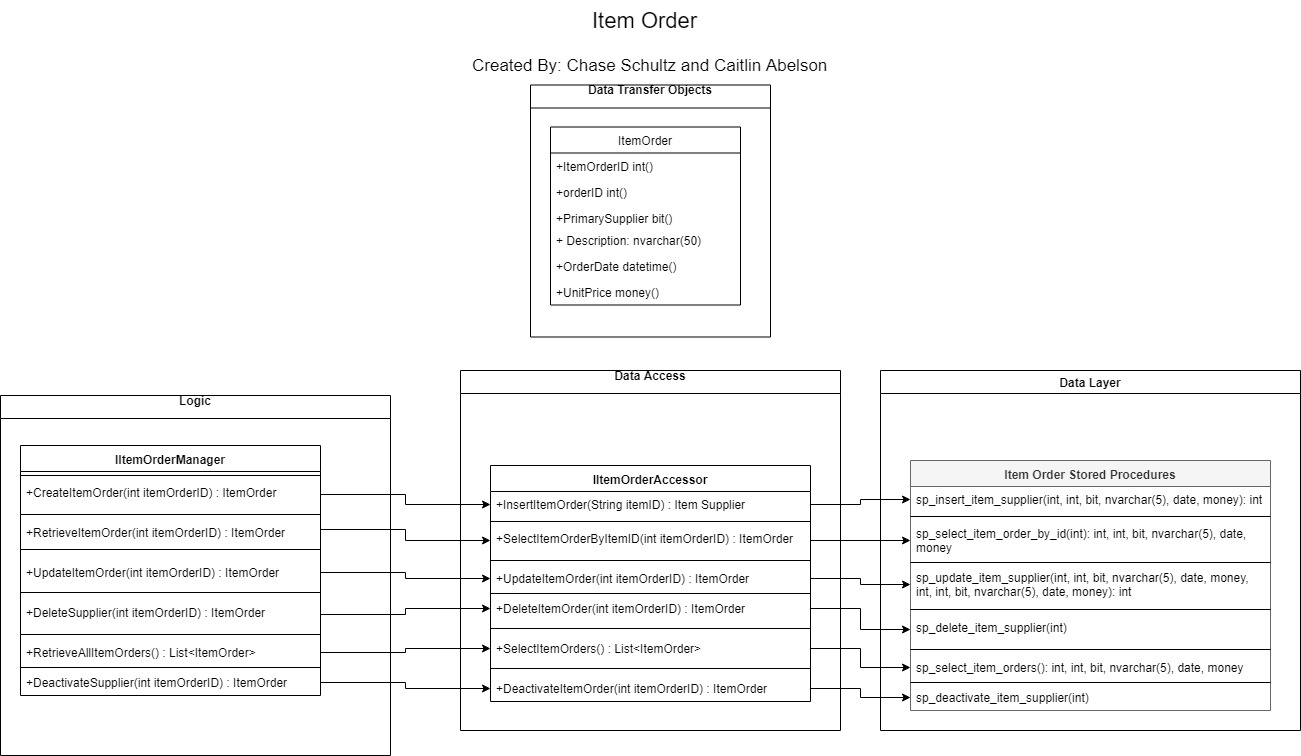 Item Order
Created By: Chase Schultz and Caitlin Abelson
Data Transfer Objects
ItemOrder
+ItemOrderID int()
+orderID int()
+PrimarySupplier bit()
+ Description: nvarchar(50)
+OrderDate datetime()
+UnitPrice money()
Logic
IItemOrderManager
+CreateItemOrder(int itemOrderID) : ItemOrder
+RetrieveItemOrder(int itemOrderID) : ItemOrder
+UpdateItemOrder(int itemOrderID) : ItemOrder
+DeleteSupplier(int itemOrderID) : ItemOrder
+RetrieveAllItemOrders() : List<ItemOrder>
+DeactivateSupplier(int itemOrderID) : ItemOrder
Data Access
IItemOrderAccessor
+InsertItemOrder(String itemID) : Item Supplier
+SelectItemOrderByItemID(int itemOrderID) : ItemOrder
+UpdateItemOrder(int itemOrderID) : ItemOrder
+DeleteItemOrder(int itemOrderID) : ItemOrder
+SelectItemOrders() : List<ItemOrder>
+DeactivateItemOrder(int itemOrderID) : ItemOrder
Data Layer
Item Order Stored Procedures
sp_insert_item_supplier(int, int, bit, nvarchar(5), date, money): int
sp_select_item_order_by_id(int): int, int, bit, nvarchar(5), date,
money
sp_update_item_supplier(int, int, bit, nvarchar(5), date, money,
int, int, bit, nvarchar(5), date, money): int
sp_delete_item_supplier(int)
sp_select_item_orders(): int, int, bit, nvarchar(5), date, money
sp_deactivate_item_supplier(int)